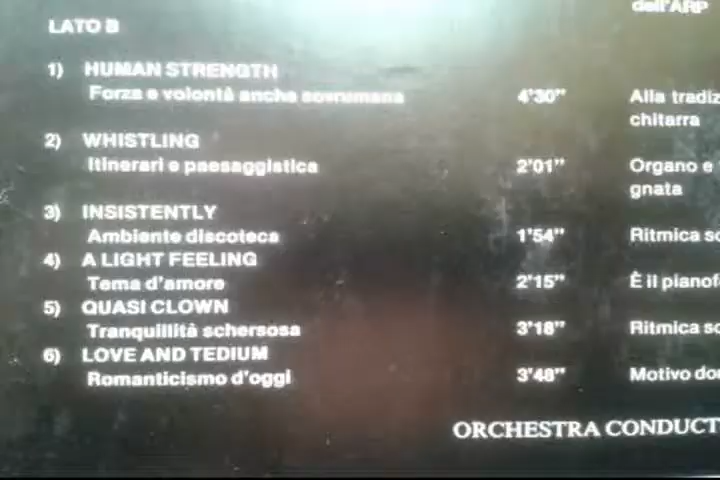 dell'ARP
LATO B
1) HUMAN STRENGTH
Forza e volontà anche sovrumana 4'30" Alla tradiz
chitarra
2) WHISTLING
Itinerari e paesaggistica 2'01" Organo e
gnata
3) INSISTENTLY
Ambiente discoteca 1'54" Ritmica so
4) A LIGHT FEELING
Tema d'amore 2'15" È il pianof
5) QUASI CLOWN
Tranquillità schersosa 3'18" Ritmica so
6) LOVE AND TEDIUM
Romanticismo d'oggi 3'48" Motivo dor
ORCHESTRA CONDUCT